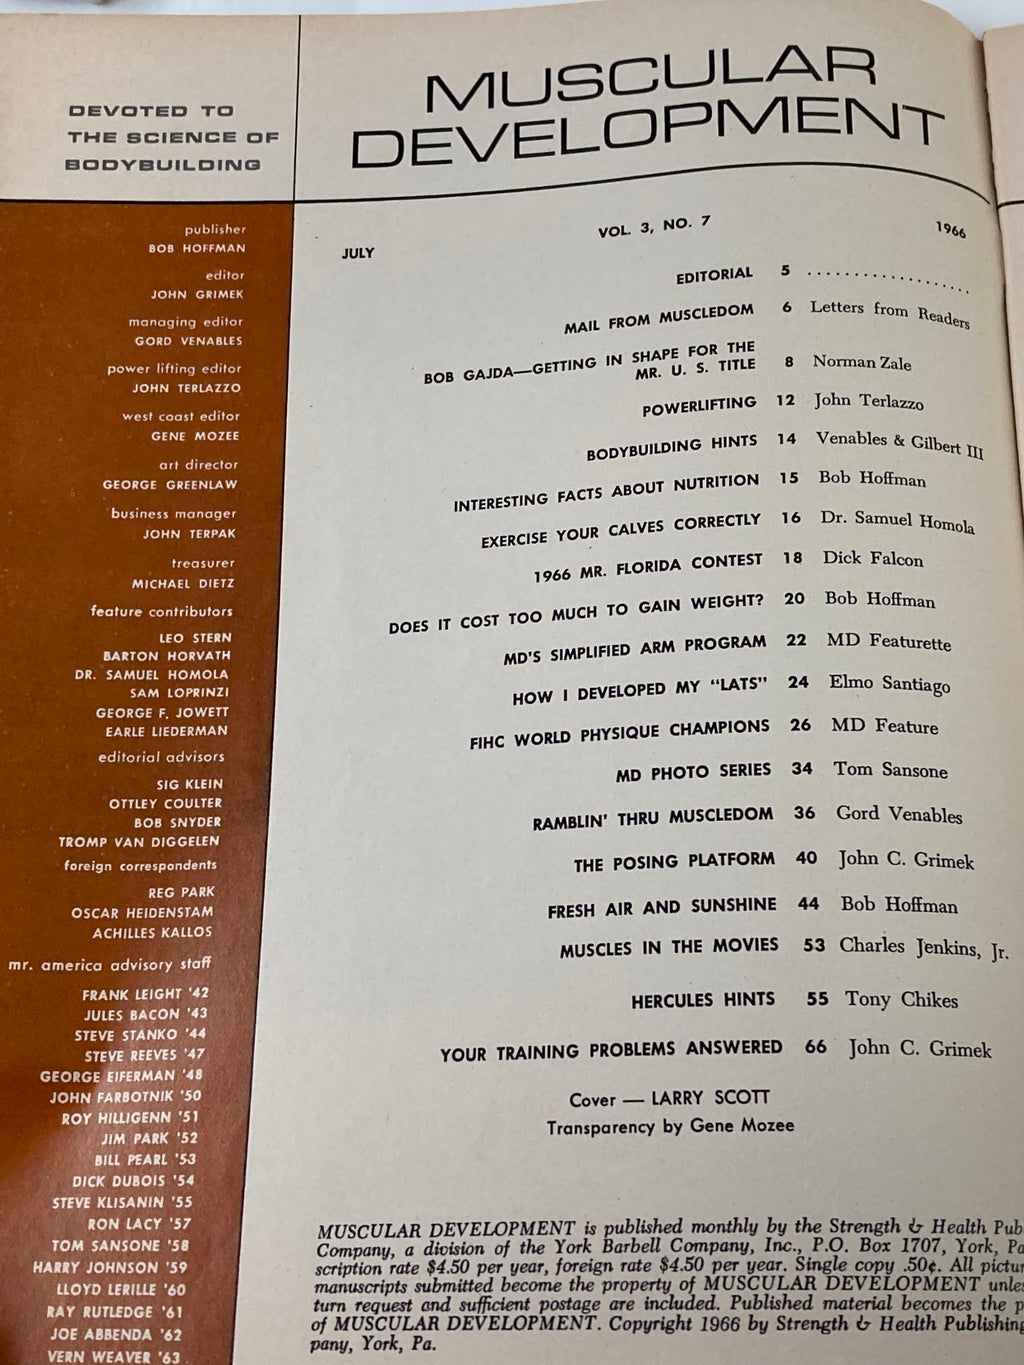 DEVOTED TO
THE SCIENCE OF
BODYBUILDING
MUSCULAR
DEVELOPMENT
publisher
BOB HOFFMAN
editor
JOHN GRIMEK
managing editor
GORD VENABLES
power lifting editor
JOHN TERLAZZO
west coast editor
GENE MOZEE
art director
GEORGE GREENLAW
business manager
JOHN TERPAK
treasurer
MICHAEL DIETZ
feature contributors
LEO STERN
BARTON HORVATH
DR. SAMUEL HOMOLA
SAM LOPRINZI
GEORGE F. JOWETT
EARLE LIEDERMAN
editorial advisors
SIG KLEIN
OTTLEY COULTER
BOB SNYDER
TROMP VAN DIGGELEN
foreign correspondents
REG PARK
OSCAR HEIDENSTAM
ACHILLES KALLOS
mr. america advisory staff
FRANK LEIGHT '42
JULES BACON '43
STEVE STANKO '44
STEVE REEVES '47
GEORGE EIFERMAN '48
JOHN FARBOTNIK '50
ROY HILLIGENN '51
JIM PARK '52
BILL PEARL '53
DICK DUBOIS '54
STEVE KLISANIN '55
RON LACY '57
TOM SANSONE '58
HARRY JOHNSON '59
LLOYD LERILLE '60
RAY RUTLEDGE '61
JOE ABBENDA '62
VERN WEAVER '63
JULY VOL. 3, NO. 7 1966
EDITORIAL 5 ....................
MAIL FROM MUSCLEDOM 6 Letters from Readers
BOB GAJDA—GETTING IN SHAPE FOR THE
MR. U. S. TITLE 8 Norman Zale
POWERLIFTING 12 John Terlazzo
BODYBUILDING HINTS 14 Venables & Gilbert III
INTERESTING FACTS ABOUT NUTRITION 15 Bob Hoffman
EXERCISE YOUR CALVES CORRECTLY 16 Dr. Samuel Homola
1966 MR. FLORIDA CONTEST 18 Dick Falcon
DOES IT COST TOO MUCH TO GAIN WEIGHT? 20 Bob Hoffman
MD'S SIMPLIFIED ARM PROGRAM 22 MD Featurette
HOW I DEVELOPED MY "LATS" 24 Elmo Santiago
FIHC WORLD PHYSIQUE CHAMPIONS 26 MD Feature
MD PHOTO SERIES 34 Tom Sansone
RAMBLIN' THRU MUSCLEDOM 36 Gord Venables
THE POSING PLATFORM 40 John C. Grimek
FRESH AIR AND SUNSHINE 44 Bob Hoffman
MUSCLES IN THE MOVIES 53 Charles Jenkins, Jr.
HERCULES HINTS 55 Tony Chikes
YOUR TRAINING PROBLEMS ANSWERED 66 John C. Grimek
Cover — LARRY SCOTT
Transparency by Gene Mozee
MUSCULAR DEVELOPMENT is published monthly by the Strength & Health Pub
Company, a division of the York Barbell Company, Inc., P.O. Box 1707, York, Pa
scription rate $4.50 per year, foreign rate $4.50 per year. Single copy .50¢. All pictur
manuscripts submitted become the property of MUSCULAR DEVELOPMENT unles
turn request and sufficient postage are included. Published material becomes the p
of MUSCULAR DEVELOPMENT. Copyright 1966 by Strength & Health Publishing
pany, York, Pa.